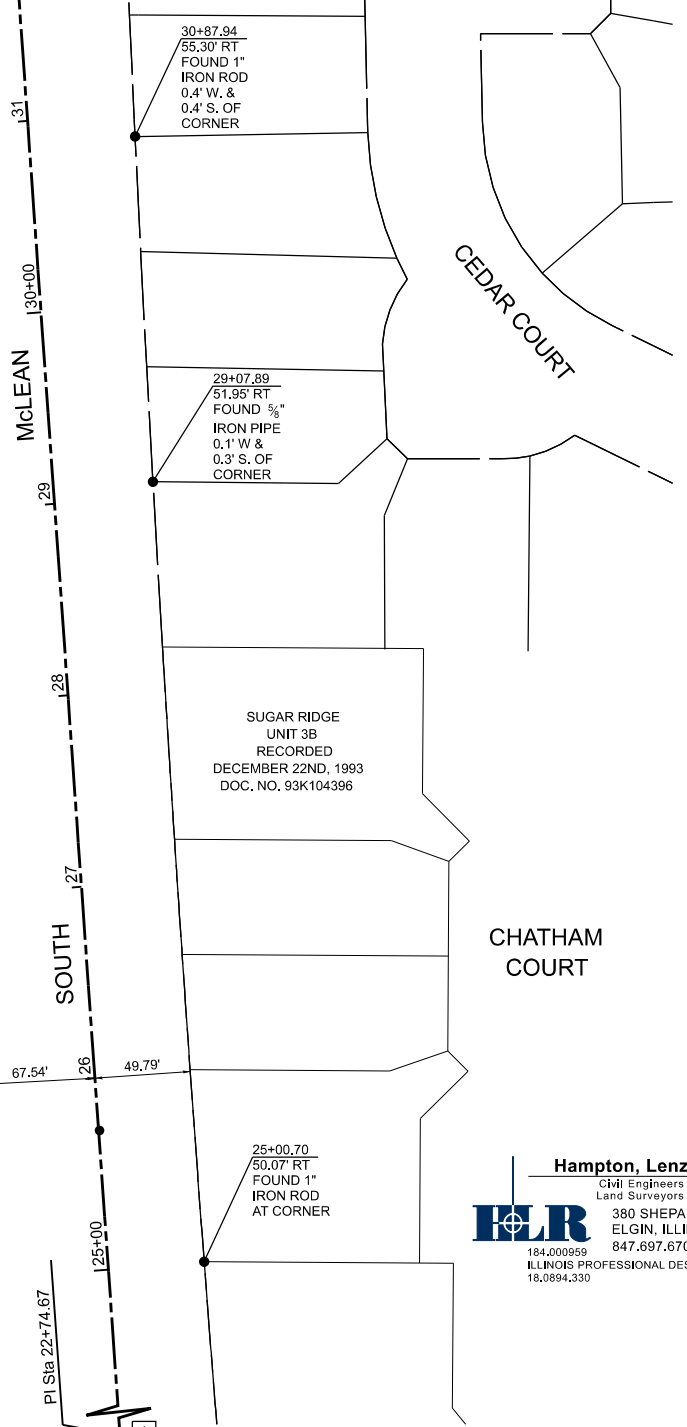 30+87.94
55.30' RT
FOUND 1"
IRON ROD
0.4' W. &
0.4' S. OF
CORNER
31
CEDAR COURT
30+00
McLEAN
29+07.89
51.95' RT
FOUND ⅝"
IRON PIPE
0.1' W &
0.3' S. OF
CORNER
29
28
SUGAR RIDGE
UNIT 3B
RECORDED
DECEMBER 22ND, 1993
DOC. NO. 93K104396
27
SOUTH
CHATHAM
COURT
67.54'
26
49.79'
25+00.70
50.07' RT
FOUND 1"
IRON ROD
AT CORNER
25+00
PI Sta 22+74.67
Hampton, Lenz
Civil Engineers
Land Surveyors
HLR
380 SHEPA
ELGIN, ILLI
847.697.670
184.000959
ILLINOIS PROFESSIONAL DES
18.0894.330